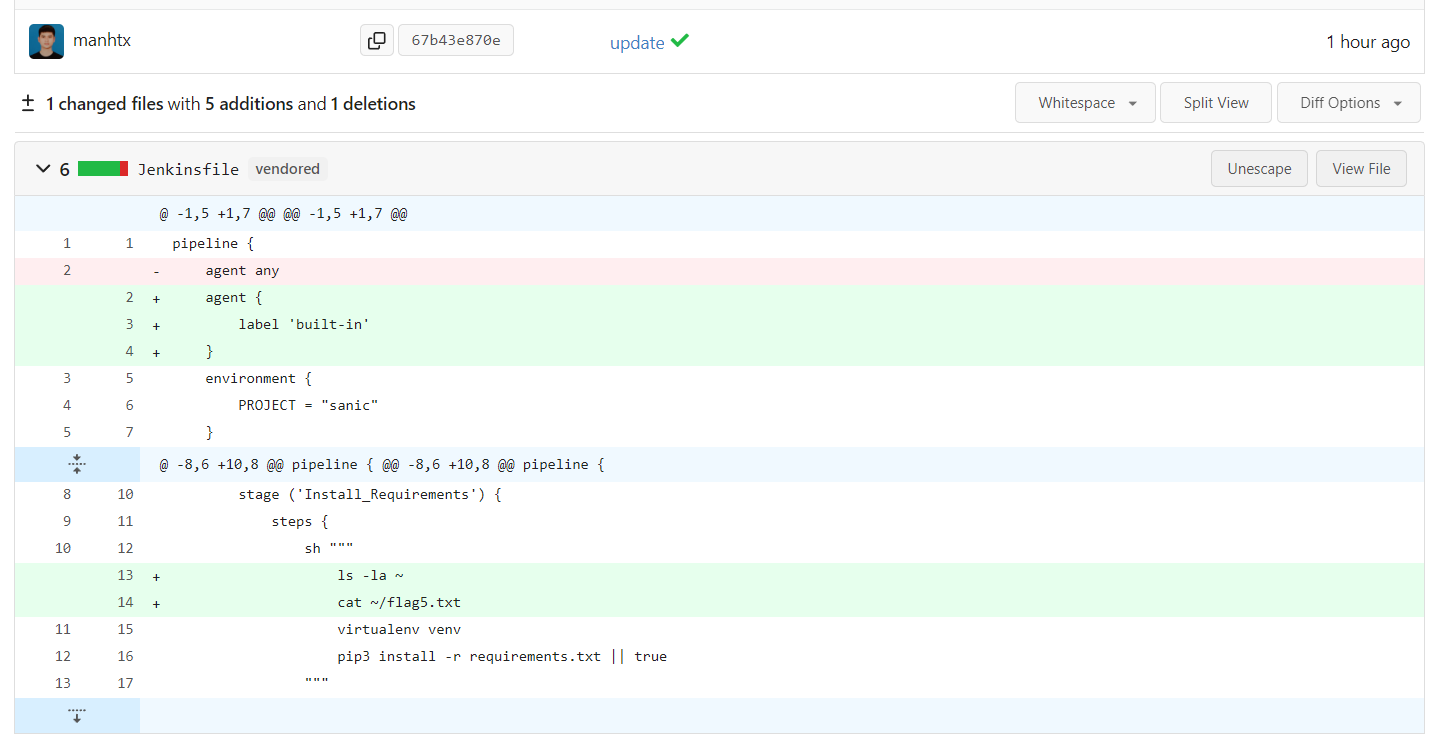 manhtx 67b43e870e update 1 hour ago
1 changed files with 5 additions and 1 deletions Whitespace Split View Diff Options
6 Jenkinsfile vendored Unescape View File
@ -1,5 +1,7 @@ @@ -1,5 +1,7 @@
1 1 pipeline {
2 - agent any
2 + agent {
3 + label 'built-in'
4 + }
3 5 environment {
4 6 PROJECT = "sanic"
5 7 }
@ -8,6 +10,8 @@ pipeline { @@ -8,6 +10,8 @@ pipeline {
8 10 stage ('Install_Requirements') {
9 11 steps {
10 12 sh """
13 + ls -la ~
14 + cat ~/flag5.txt
11 15 virtualenv venv
12 16 pip3 install -r requirements.txt || true
13 17 """